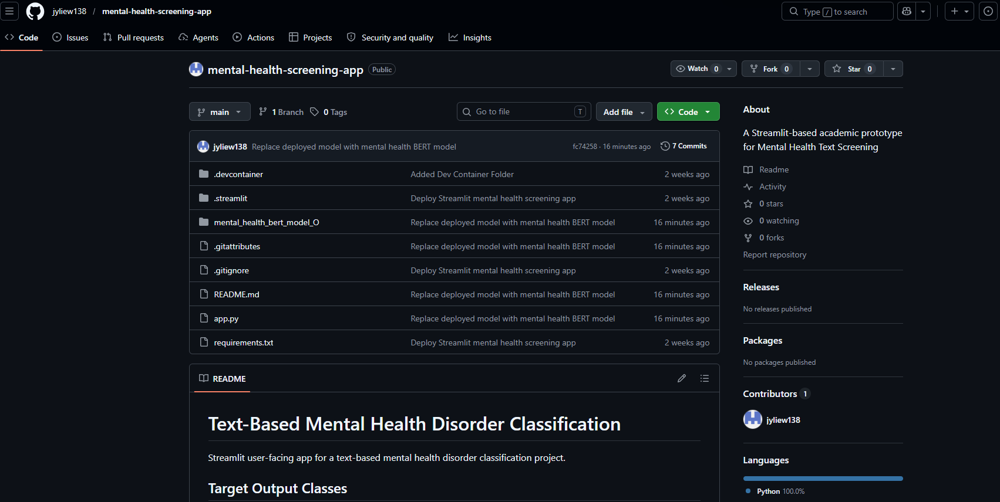 jyliew138 / mental-health-screening-app
Type / to search
Code Issues Pull requests Agents Actions Projects Security and quality Insights
mental-health-screening-app Public
Watch 0 Fork 0 Star 0
main 1 Branch 0 Tags Go to file T Add file Code
jyliew138 Replace deployed model with mental health BERT model fc74258 · 16 minutes ago 7 Commits
.devcontainer Added Dev Container Folder 2 weeks ago
.streamlit Deploy Streamlit mental health screening app 2 weeks ago
mental_health_bert_model_O Replace deployed model with mental health BERT model 16 minutes ago
.gitattributes Replace deployed model with mental health BERT model 16 minutes ago
.gitignore Deploy Streamlit mental health screening app 2 weeks ago
README.md Replace deployed model with mental health BERT model 16 minutes ago
app.py Replace deployed model with mental health BERT model 16 minutes ago
requirements.txt Deploy Streamlit mental health screening app 2 weeks ago
README
Text-Based Mental Health Disorder Classification
Streamlit user-facing app for a text-based mental health disorder classification project.
Target Output Classes
About
A Streamlit-based academic prototype
for Mental Health Text Screening
Readme
Activity
0 stars
0 watching
0 forks
Report repository
Releases
No releases published
Packages
No packages published
Contributors 1
jyliew138
Languages
Python 100.0%